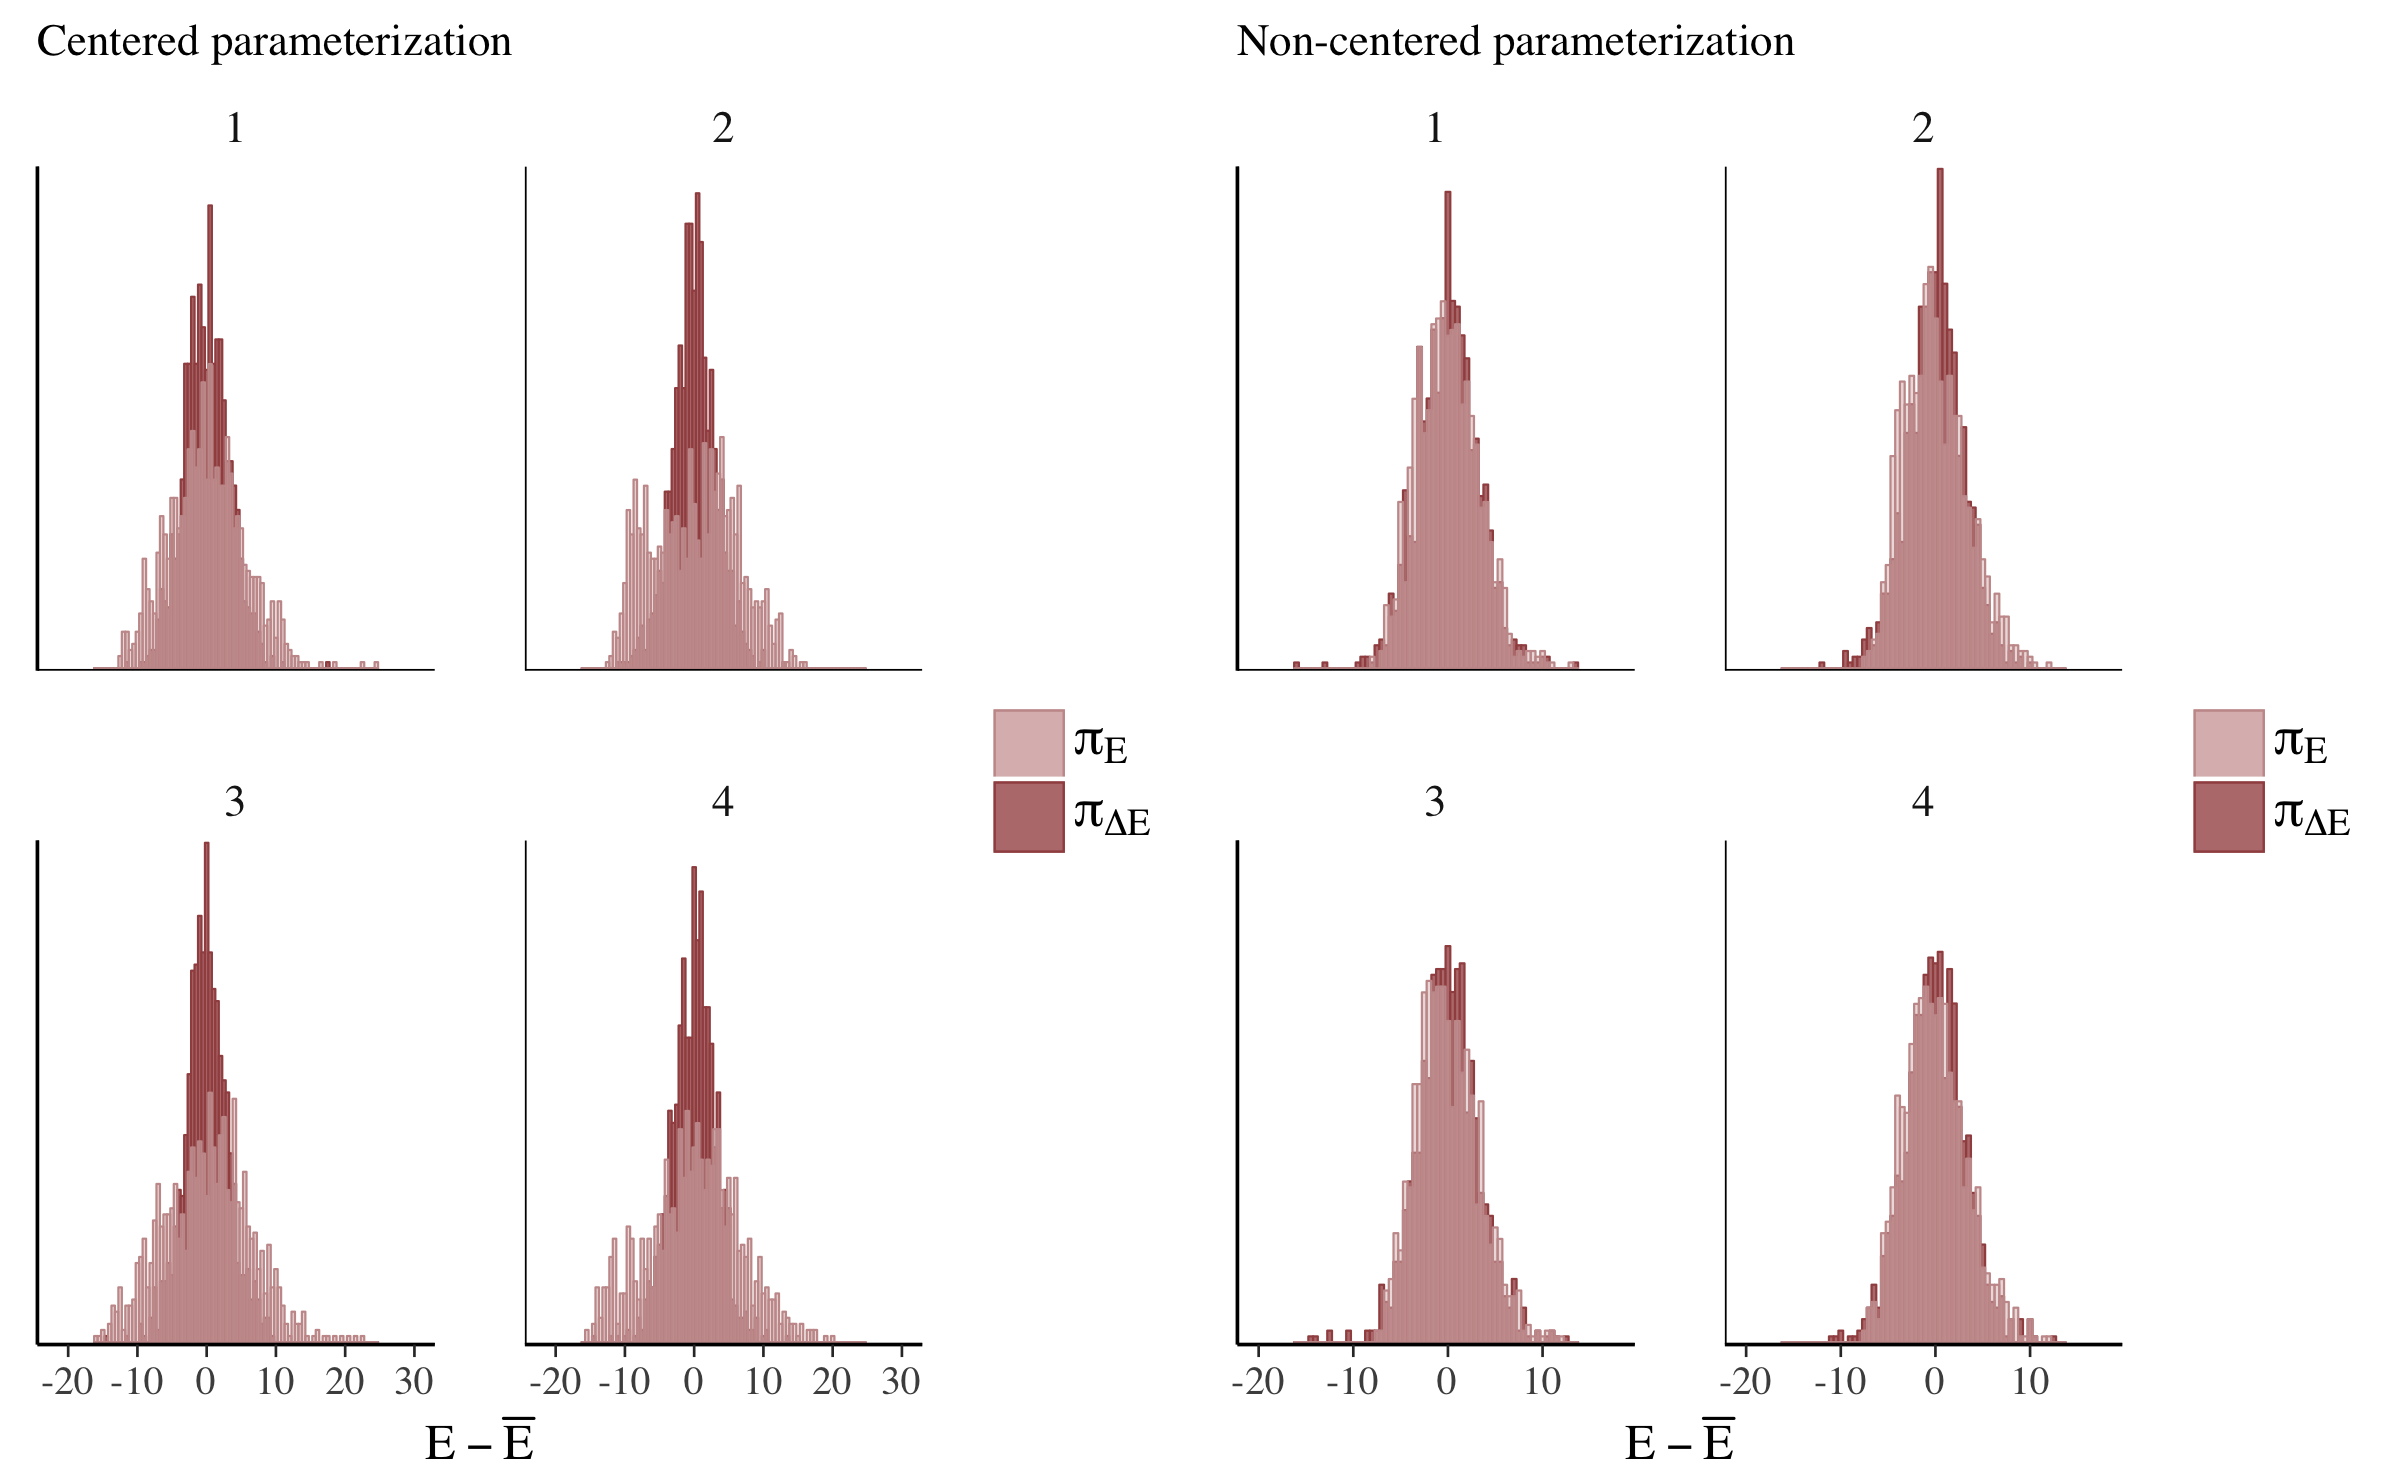 Centered parameterization
1 2
3 4
-20 -10 0 10 20 30 -20 -10 0 10 20 30
E − E̅
πE
πΔE
Non-centered parameterization
1 2
3 4
-20 -10 0 10 -20 -10 0 10
E − E̅
πE
πΔE